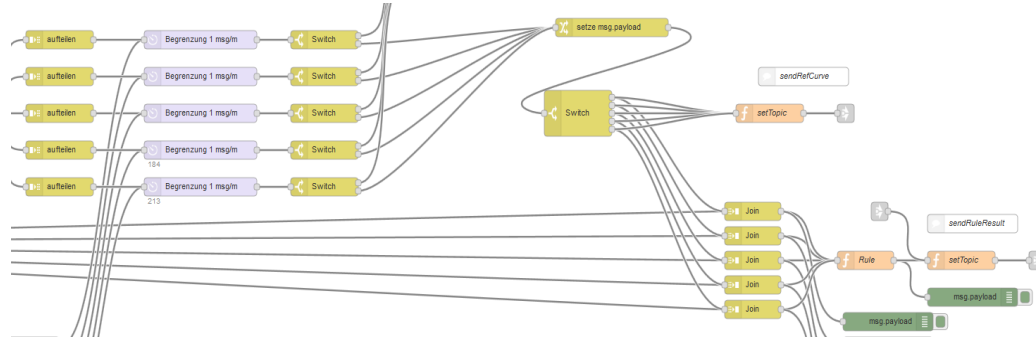 setze msg.payload
aufteilen Begrenzung 1 msg/m Switch
sendRefCurve
aufteilen Begrenzung 1 msg/m Switch
aufteilen Begrenzung 1 msg/m Switch
Switch
setTopic
aufteilen Begrenzung 1 msg/m Switch
184
aufteilen Begrenzung 1 msg/m Switch
213
Join
sendRuleResult
Join
Join
Rule
setTopic
Join
msg.payload
Join
msg.payload